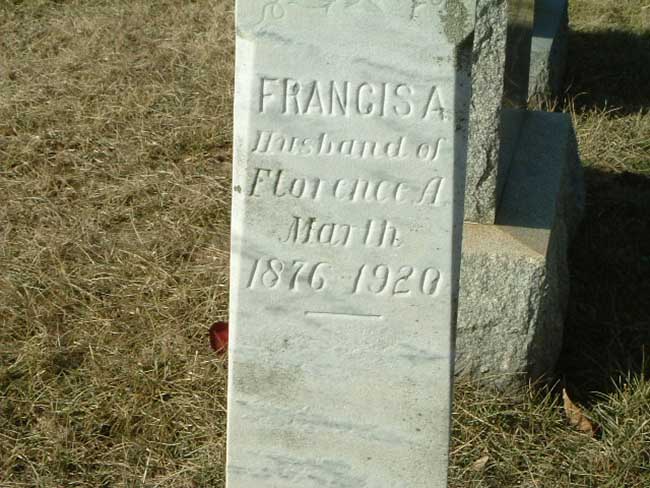 FRANCIS A
Husband of
Florence A.
Marth
1876 1920